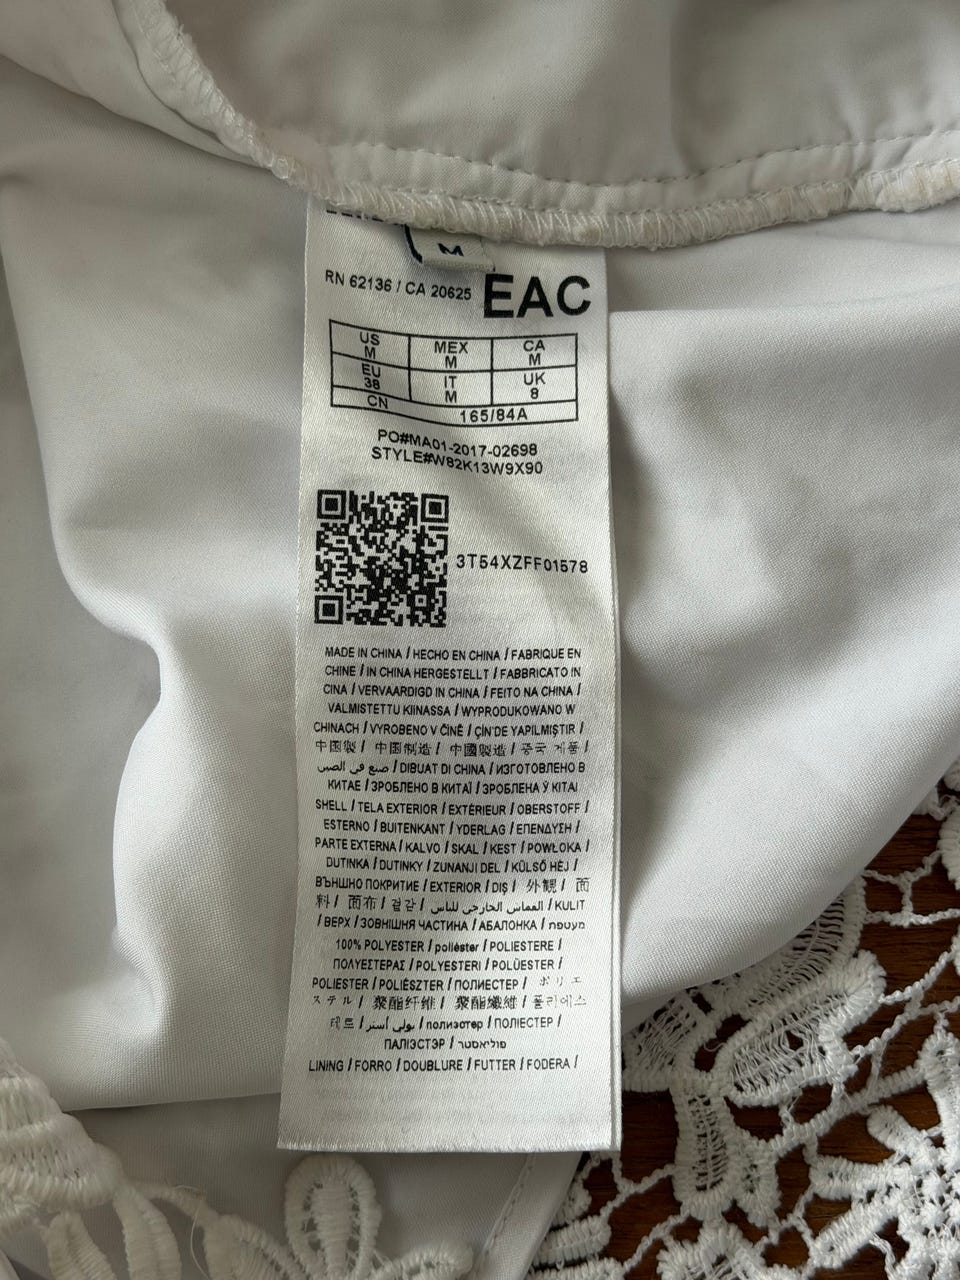 M
RN 62136 / CA 20625 EAC
US MEX CA
M M M
EU IT UK
38 M 8
CN 165/84A
PO#MA01-2017-02698
STYLE#W82K13W9X90
3T54XZFF01578
MADE IN CHINA / HECHO EN CHINA / FABRIQUE EN
CHINE / IN CHINA HERGESTELLT / FABBRICATO IN
CINA / VERVAARDIGD IN CHINA / FEITO NA CHINA /
VALMISTETTU KIINASSA / WYPRODUKOWANO W
CHINACH / VYROBENO V ČÍNĚ / ÇİN'DE YAPILMIŞTIR /
中国製 / 中国制造 / 中國製造 / 중국 제품 /
صنع في الصين / DIBUAT DI CHINA / ИЗГОТОВЛЕНО В
КИТАЕ / ЗРОБЛЕНО В КИТАЇ / ЗРОБЛЕНА Ў КІТАІ
SHELL / TELA EXTERIOR / EXTÉRIEUR / OBERSTOFF /
ESTERNO / BUITENKANT / YDERLAG / ΕΠΕΝΔΥΣΗ /
PARTE EXTERNA / KALVO / SKAL / KEST / POWŁOKA /
DUTINKA / DUTINKY / ZUNANJI DEL / KÜLSŐ HÉJ /
ВЪНШНО ПОКРИТИЕ / EXTERIOR / DIŞ / 外観 / 面
料 / 面布 / 겉감 / القماش الخارجي للباس / KULIT
/ ВЕРХ / ЗОВНІШНЯ ЧАСТИНА / АБАЛОНКА / מעטפת
100% POLYESTER / poliéster / POLIESTERE /
ΠΟΛΥΕΣΤΕΡΑΣ / POLYESTERI / POLÜESTER /
POLIESTER / POLIÉSZTER / ПОЛИЕСТЕР / ポリエ
ステル / 聚酯纤维 / 聚酯纖維 / 폴리에스
테르 / بولي أستر / полиэстер / ПОЛІЕСТЕР /
ПАЛІЭСТЭР / פוליאסטר
LINING / FORRO / DOUBLURE / FUTTER / FODERA /